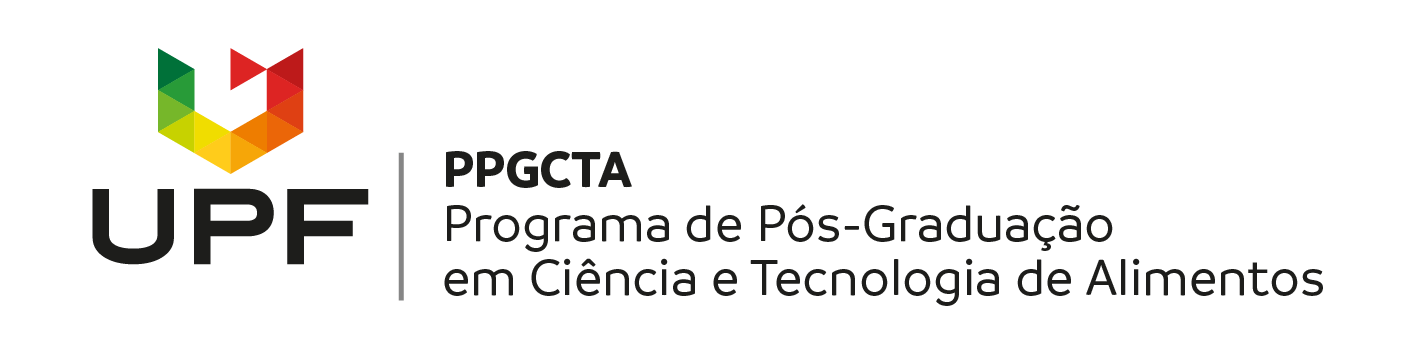 UPF
PPGCTA
Programa de Pós-Graduação
em Ciência e Tecnologia de Alimentos